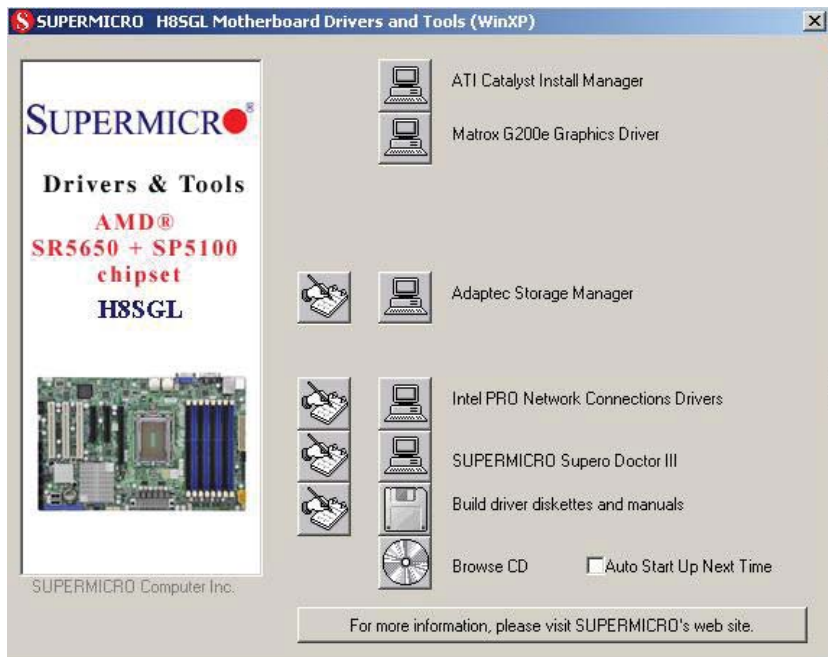 SUPERMICRO H8SGL Motherboard Drivers and Tools (WinXP)
SUPERMICRO®
Drivers & Tools
AMD®
SR5650 + SP5100
chipset
H8SGL
SUPERMICRO Computer Inc.
ATI Catalyst Install Manager
Matrox G200e Graphics Driver
Adaptec Storage Manager
Intel PRO Network Connections Drivers
SUPERMICRO Supero Doctor III
Build driver diskettes and manuals
Browse CD
Auto Start Up Next Time
For more information, please visit SUPERMICRO's web site.